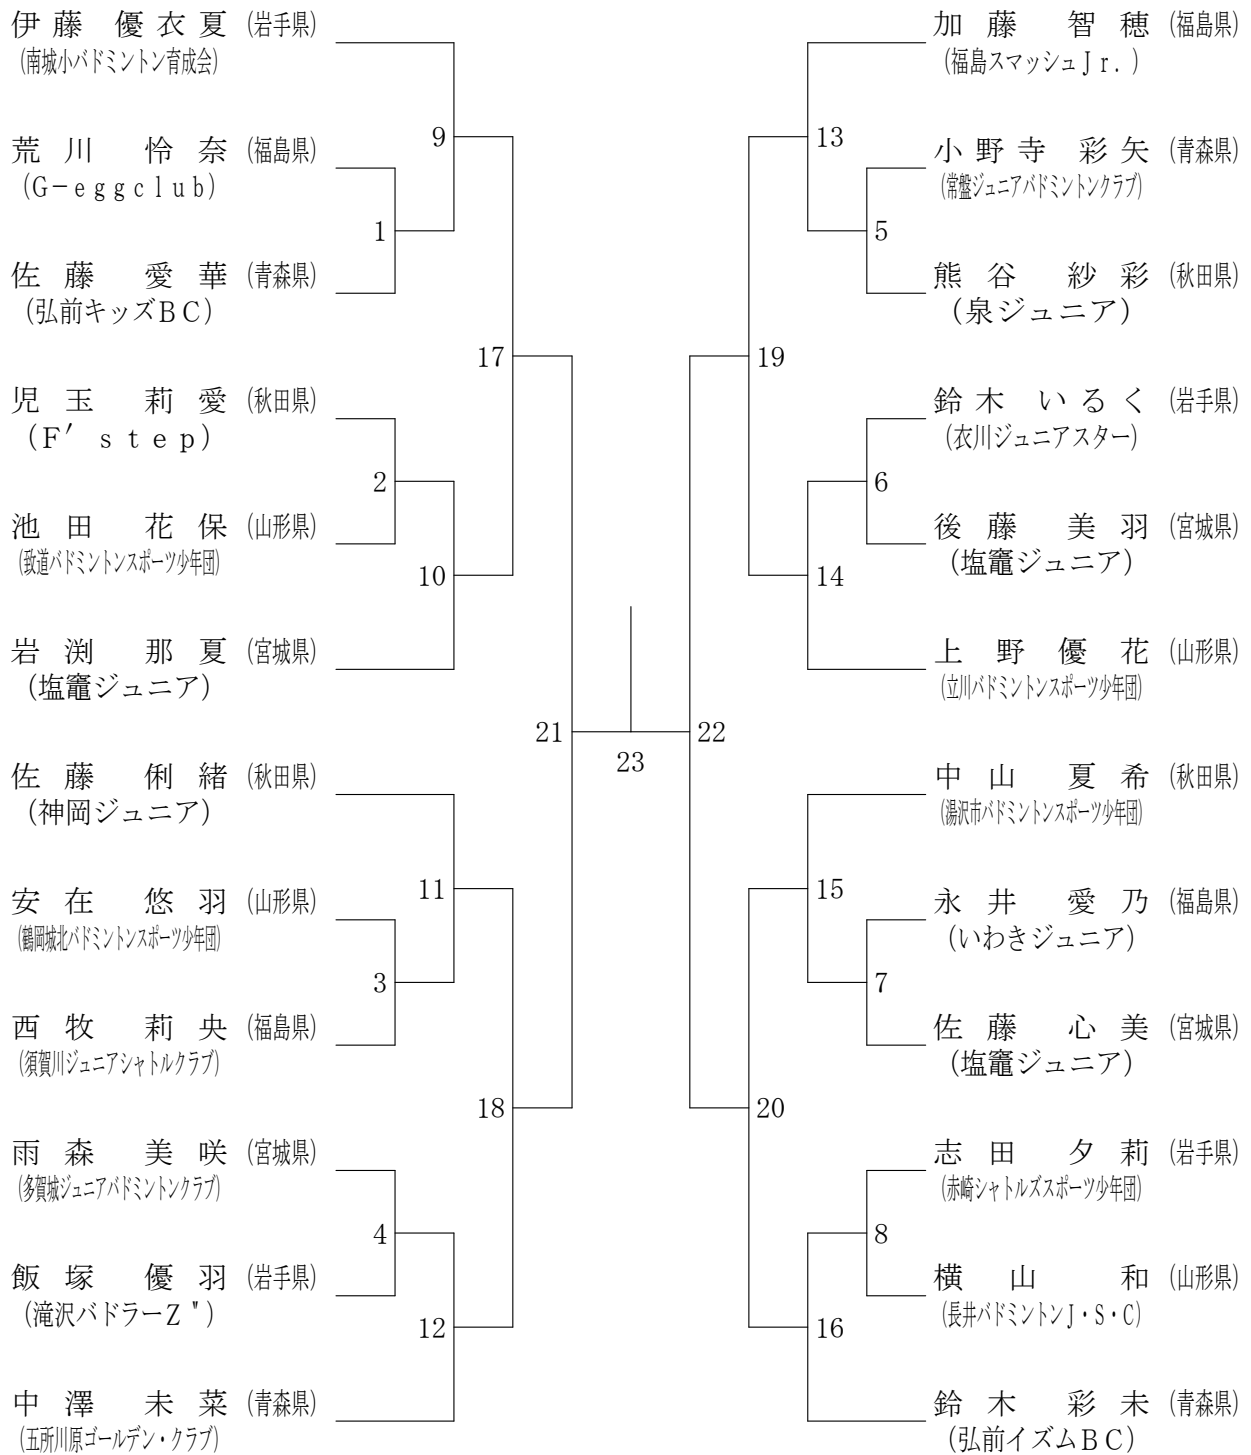 伊藤 優衣夏 (岩手県)
(南城小バドミントン育成会)
9
荒川 怜奈 (福島県)
(G-eggclub)
1
佐藤 愛華 (青森県)
(弘前キッズBC)
17
児玉 莉愛 (秋田県)
(F' step)
2
池田 花保 (山形県)
(致道バドミントンスポーツ少年団)
10
岩渕 那夏 (宮城県)
(塩竈ジュニア)
21
佐藤 俐緒 (秋田県)
(神岡ジュニア)
11
安在 悠羽 (山形県)
(鶴岡城北バドミントンスポーツ少年団)
3
西牧 莉央 (福島県)
(須賀川ジュニアシャトルクラブ)
18
雨森 美咲 (宮城県)
(多賀城ジュニアバドミントンクラブ)
4
飯塚 優羽 (岩手県)
(滝沢バドラーZ")
12
中澤 未菜 (青森県)
(五所川原ゴールデン・クラブ)
23
加藤 智穂 (福島県)
(福島スマッシュJr.)
13
小野寺 彩矢 (青森県)
(常盤ジュニアバドミントンクラブ)
5
熊谷 紗彩 (秋田県)
(泉ジュニア)
19
鈴木 いるく (岩手県)
(衣川ジュニアスター)
6
後藤 美羽 (宮城県)
(塩竈ジュニア)
14
上野 優花 (山形県)
(立川バドミントンスポーツ少年団)
22
中山 夏希 (秋田県)
(湯沢市バドミントンスポーツ少年団)
15
永井 愛乃 (福島県)
(いわきジュニア)
7
佐藤 心美 (宮城県)
(塩竈ジュニア)
20
志田 夕莉 (岩手県)
(赤崎シャトルズスポーツ少年団)
8
横山 和 (山形県)
(長井バドミントンJ・S・C)
16
鈴木 彩未 (青森県)
(弘前イズムBC)